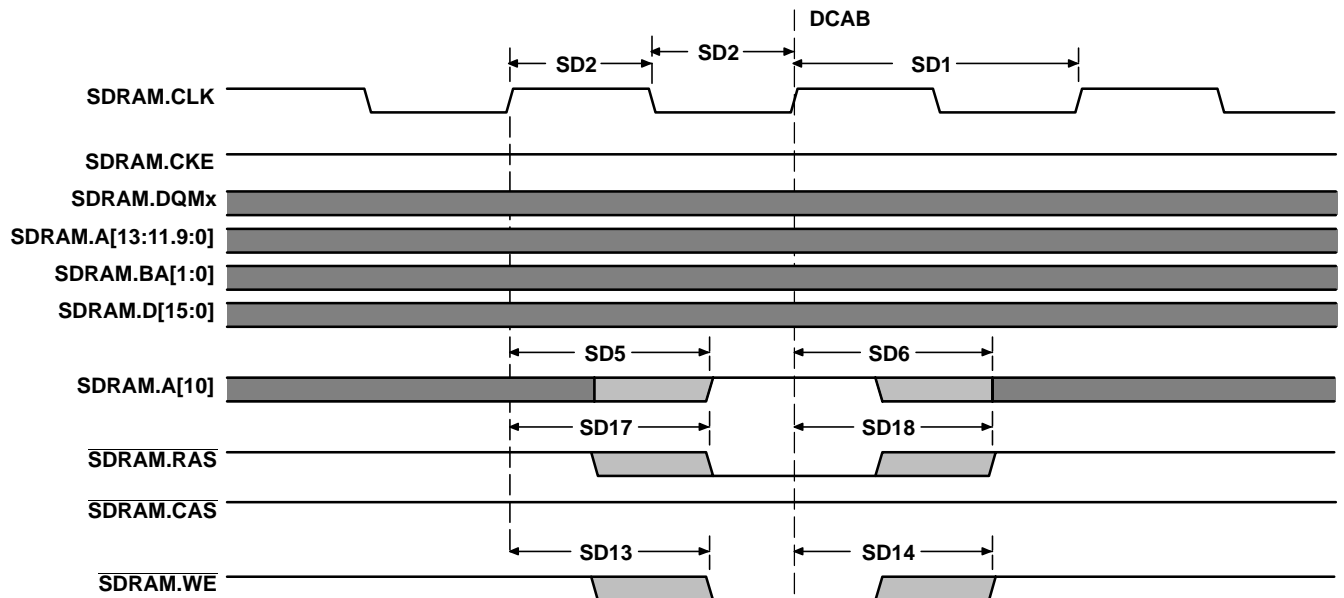 DCAB
SD2
SD2
SD1
SDRAM.CLK
SDRAM.CKE
SDRAM.DQMx
SDRAM.A[13:11.9:0]
SDRAM.BA[1:0]
SDRAM.D[15:0]
SD5
SD6
SDRAM.A[10]
SD17
SD18
SDRAM.RAS
SDRAM.CAS
SD13
SD14
SDRAM.WE